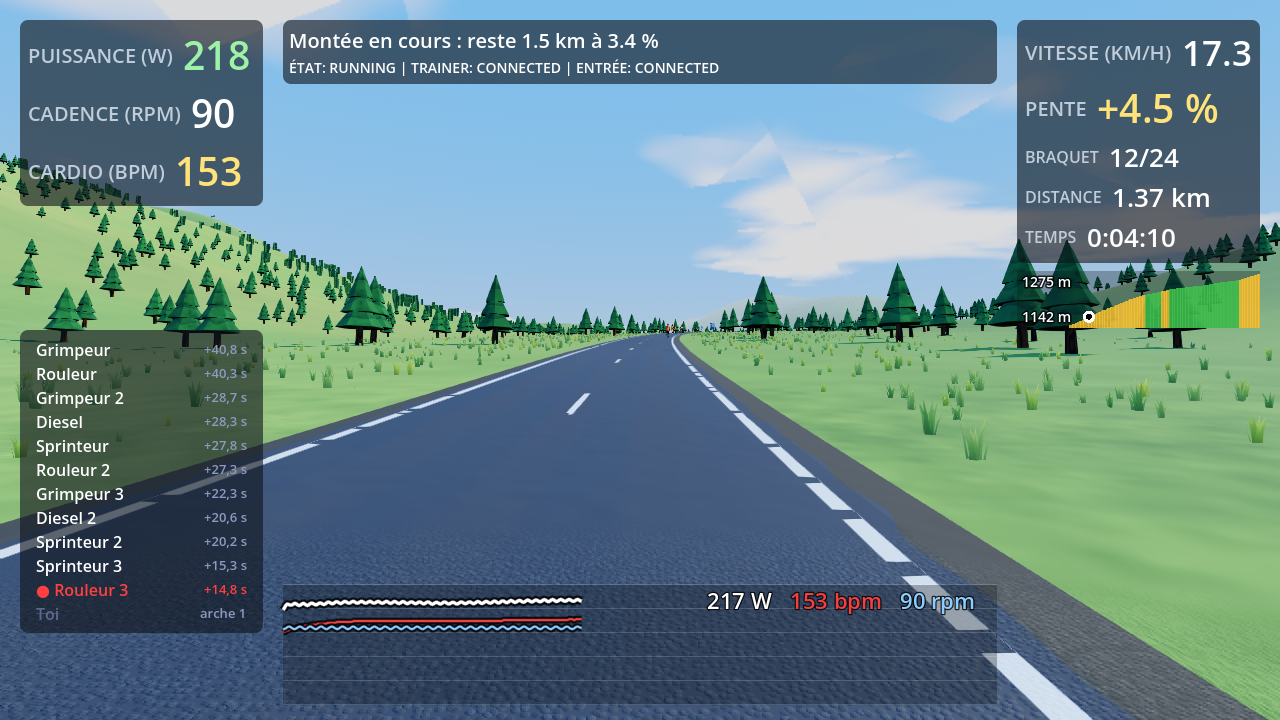 PUISSANCE (W) 218
CADENCE (RPM) 90
CARDIO (BPM) 153
Montée en cours : reste 1.5 km à 3.4 %
ÉTAT: RUNNING | TRAINER: CONNECTED | ENTRÉE: CONNECTED
VITESSE (KM/H) 17.3
PENTE +4.5 %
BRAQUET 12/24
DISTANCE 1.37 km
TEMPS 0:04:10
1275 m
1142 m
Grimpeur +40,8 s
Rouleur +40,3 s
Grimpeur 2 +28,7 s
Diesel +28,3 s
Sprinteur +27,8 s
Rouleur 2 +27,3 s
Grimpeur 3 +22,3 s
Diesel 2 +20,6 s
Sprinteur 2 +20,2 s
Sprinteur 3 +15,3 s
Rouleur 3 +14,8 s
Toi arche 1
217 W 153 bpm 90 rpm